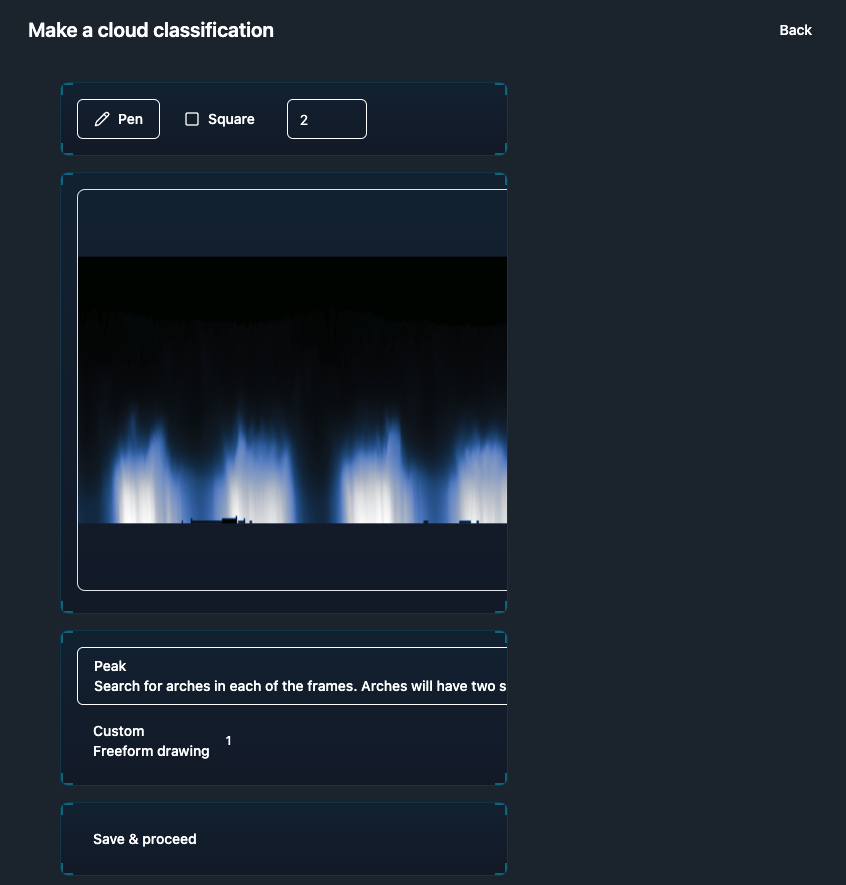 Make a cloud classification
Back
Pen
Square
2
Peak
Search for arches in each of the frames. Arches will have two s
Custom
Freeform drawing
1
Save & proceed